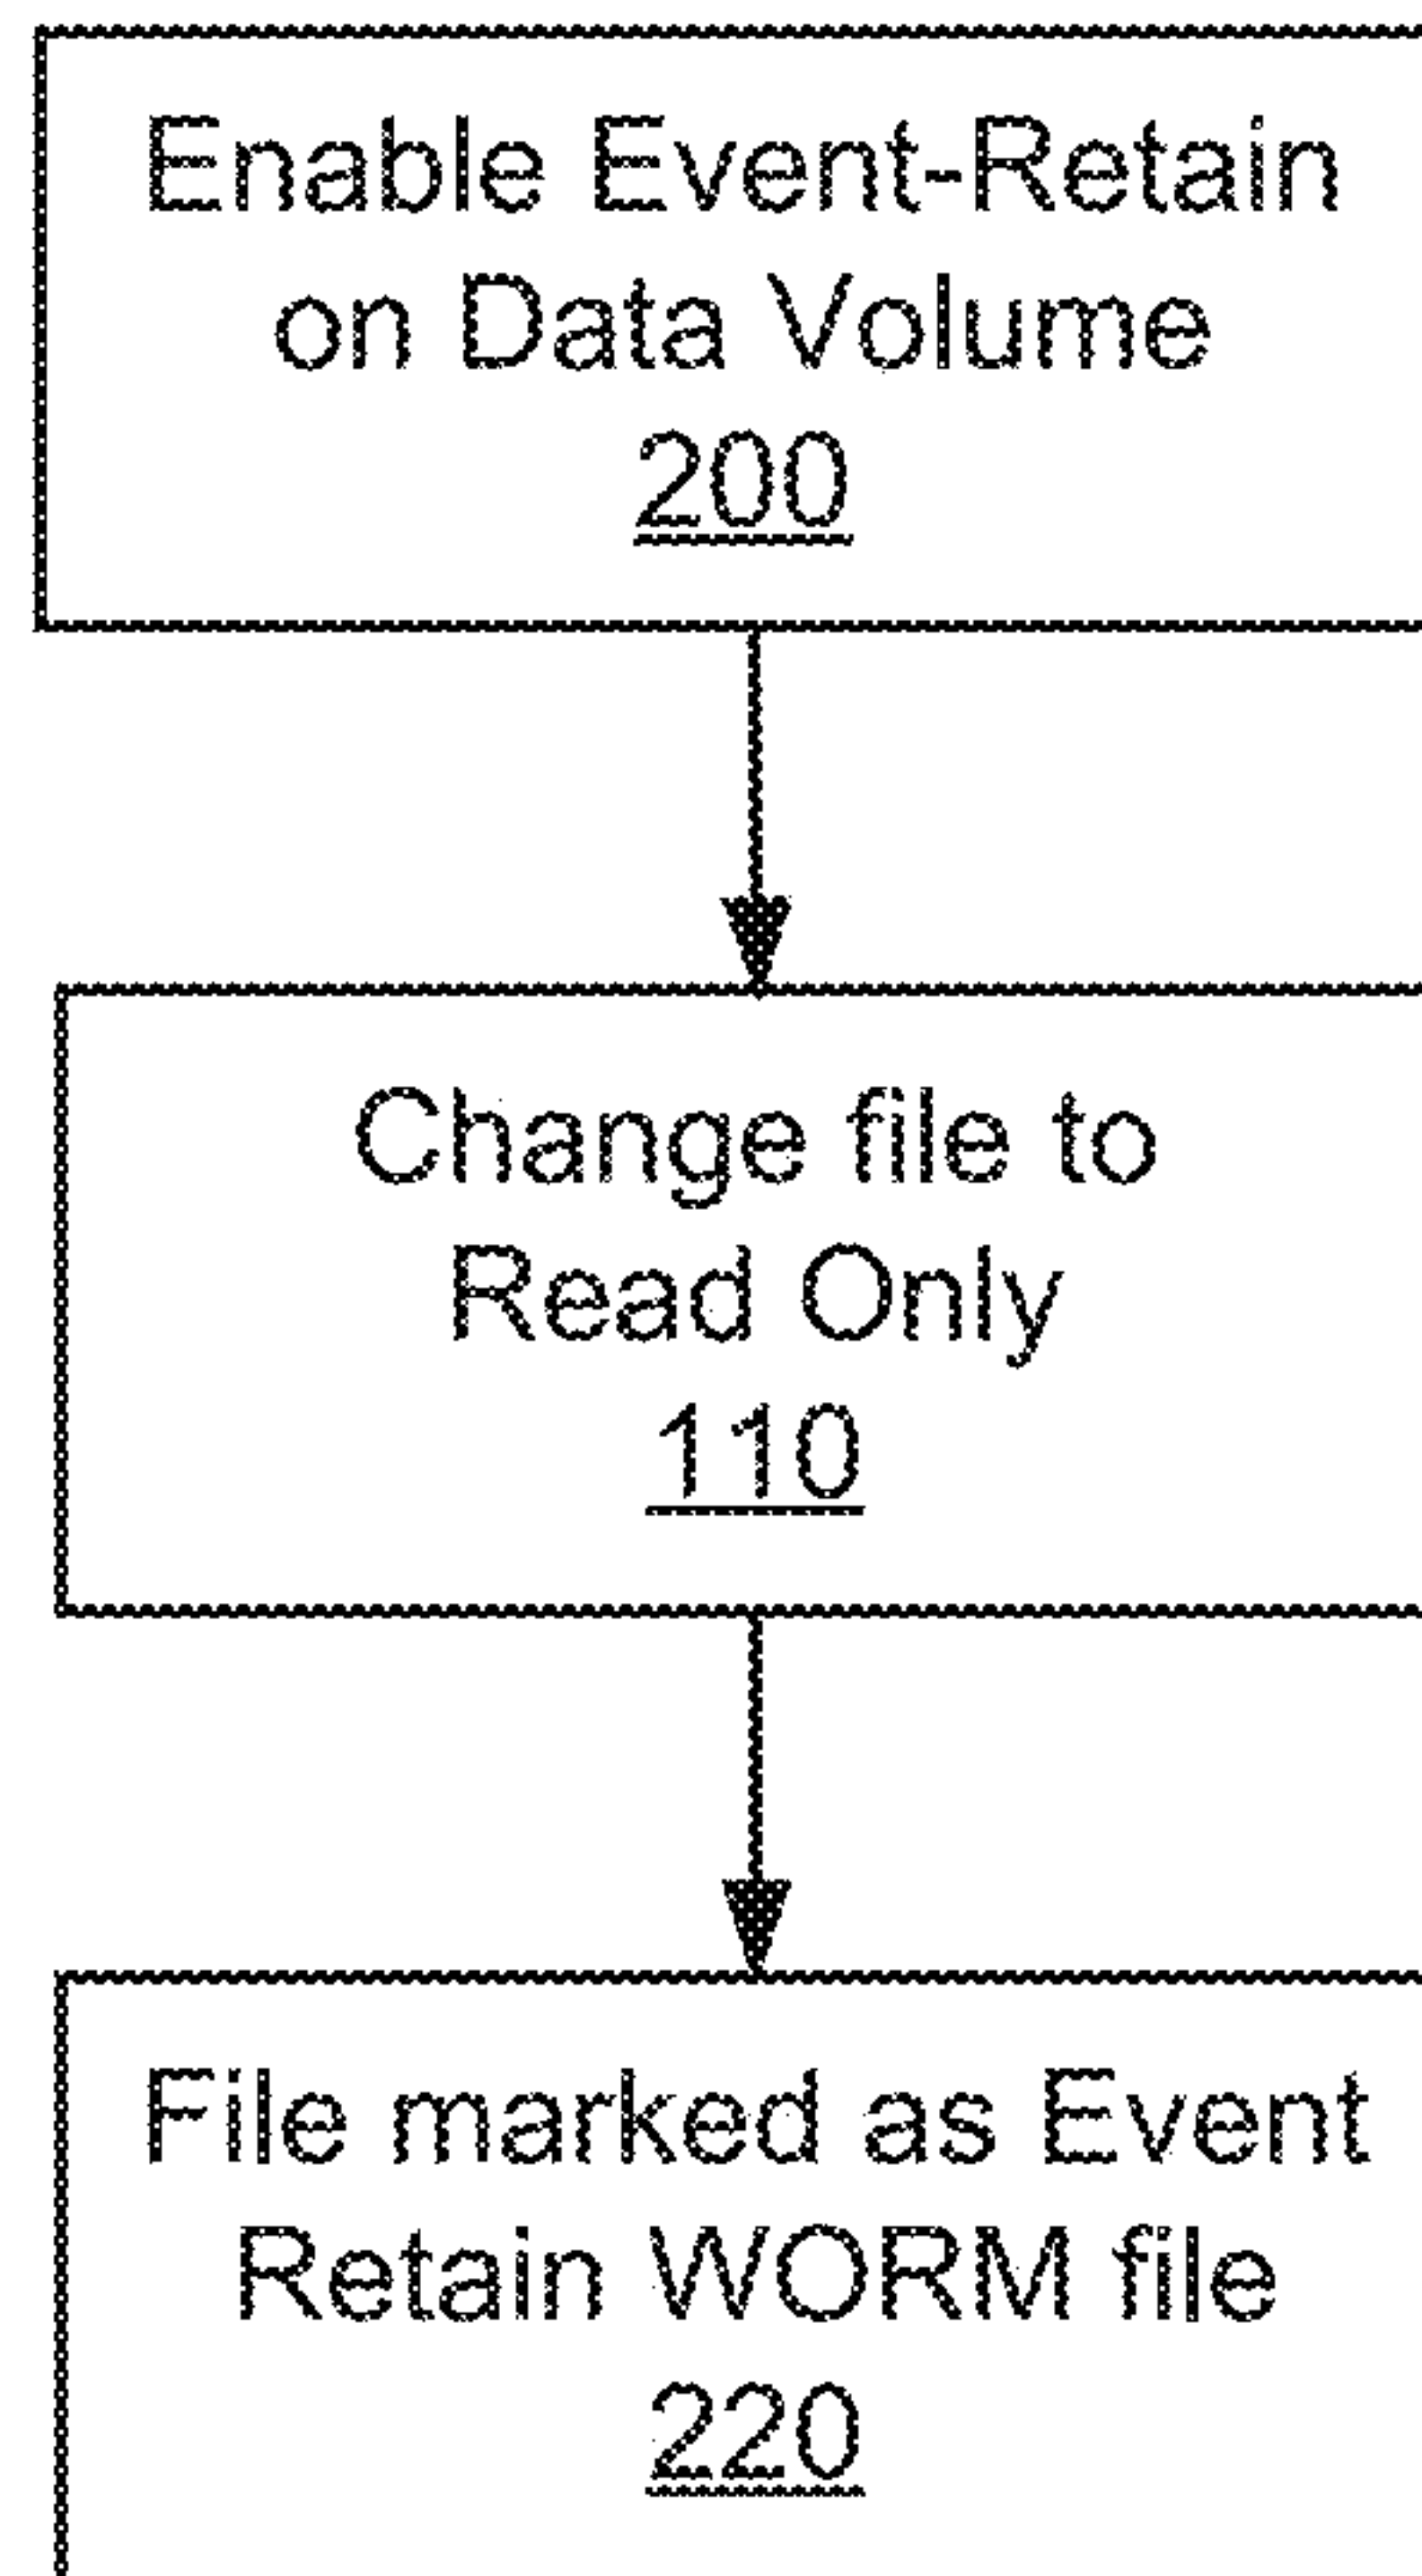 Enable Event-Retain
on Data Volume
200
Change file to
Read Only
110
File marked as Event
Retain WORM file
220